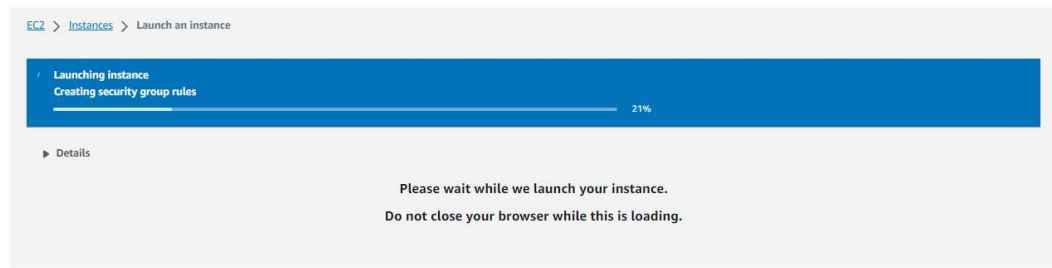 EC2 > Instances > Launch an instance
Launching instance
Creating security group rules
21%
Details
Please wait while we launch your instance.
Do not close your browser while this is loading.